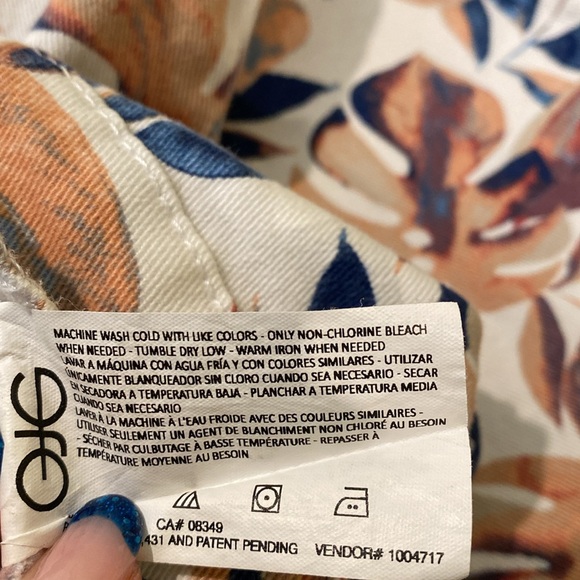 MACHINE WASH COLD WITH LIKE COLORS - ONLY NON-CHLORINE BLEACH
WHEN NEEDED - TUMBLE DRY LOW - WARM IRON WHEN NEEDED
LAVAR A MÁQUINA CON AGUA FRÍA Y CON COLORES SIMILARES - UTILIZAR
ÚNICAMENTE BLANQUEADOR SIN CLORO CUANDO SEA NECESARIO - SECAR
EN SECADORA A TEMPERATURA BAJA - PLANCHAR A TEMPERATURA MEDIA
CUANDO SEA NECESARIO
LAVER À LA MACHINE À L'EAU FROIDE AVEC DES COULEURS SIMILAIRES -
UTILISER SEULEMENT UN AGENT DE BLANCHIMENT NON CHLORÉ AU BESOIN
- SÉCHER PAR CULBUTAGE À BASSE TEMPÉRATURE - REPASSER À
TEMPÉRATURE MOYENNE AU BESOIN
CA# 08349
,431 AND PATENT PENDING VENDOR# 1004717